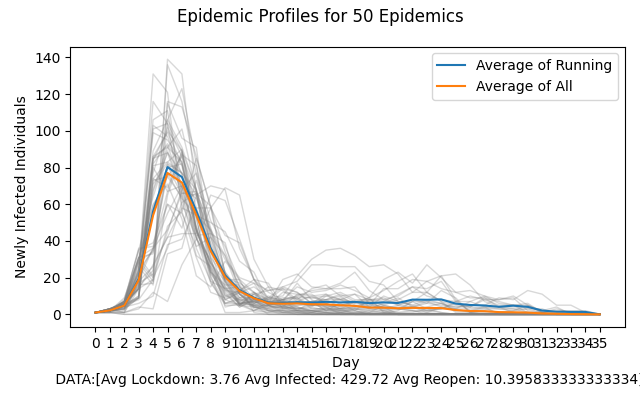 Epidemic Profiles for 50 Epidemics
140
120
100
80
60
40
20
0
Newly Infected Individuals
Average of Running
Average of All
0 1 2 3 4 5 6 7 8 9 10 11 12 13 14 15 16 17 18 19 20 21 22 23 24 25 26 27 28 29 30 31 32 33 34 35
Day
DATA:[Avg Lockdown: 3.76 Avg Infected: 429.72 Avg Reopen: 10.395833333333334]